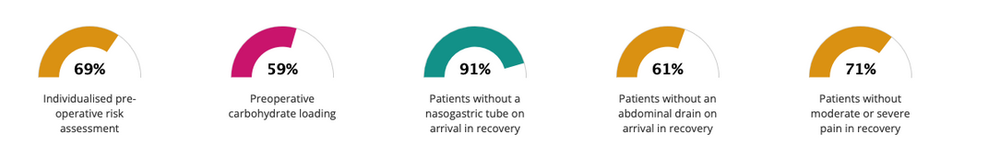 69%
Individualised pre-
operative risk
assessment
59%
Preoperative
carbohydrate loading
91%
Patients without a
nasogastric tube on
arrival in recovery
61%
Patients without an
abdominal drain on
arrival in recovery
71%
Patients without
moderate or severe
pain in recovery